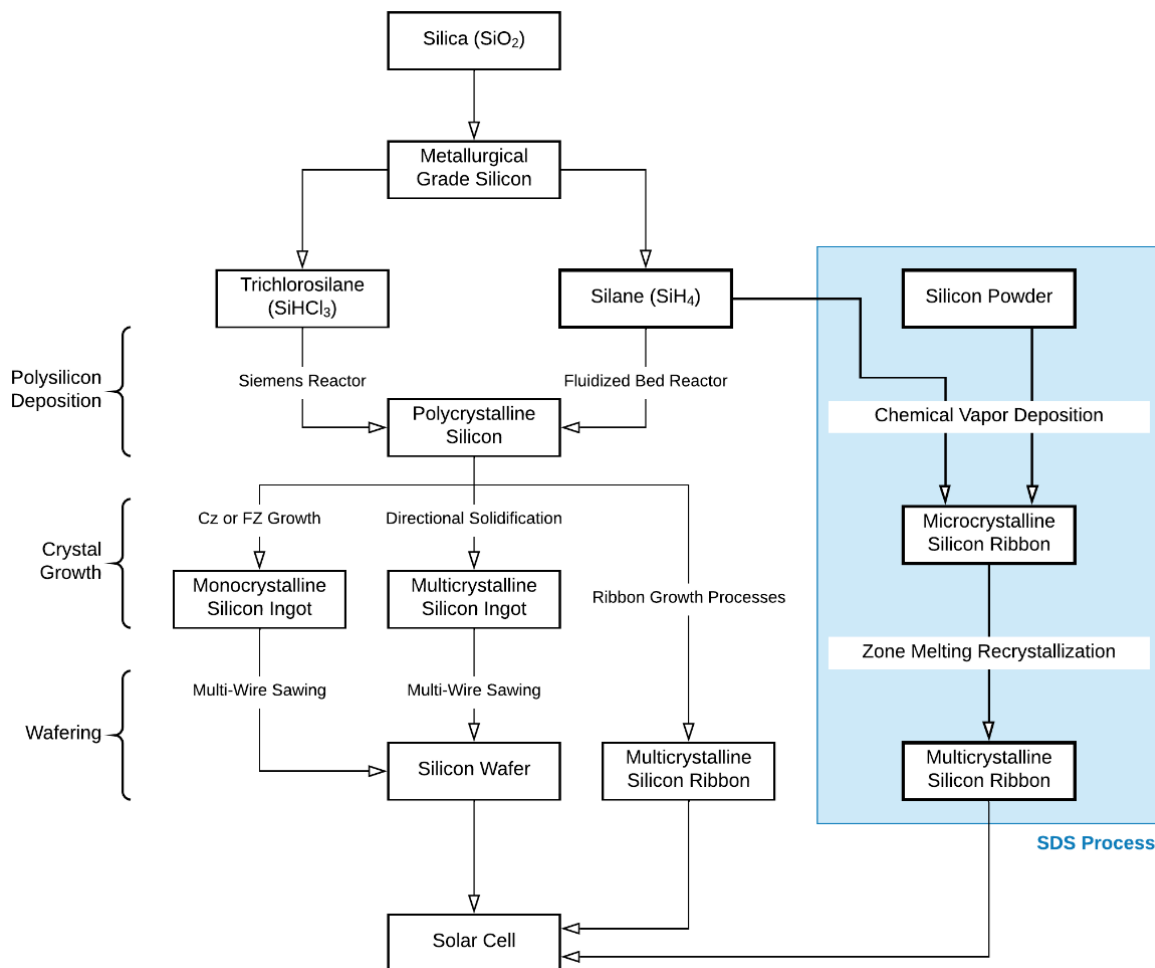 Silica (SiO₂)
Metallurgical
Grade Silicon
Trichlorosilane
(SiHCl₃)
Silane (SiH₄)
Silicon Powder
Polysilicon
Deposition
Siemens Reactor
Fluidized Bed Reactor
Chemical Vapor Deposition
Polycrystalline
Silicon
Crystal
Growth
Cz or FZ Growth
Directional Solidification
Microcrystalline
Silicon Ribbon
Monocrystalline
Silicon Ingot
Multicrystalline
Silicon Ingot
Ribbon Growth Processes
Zone Melting Recrystallization
Wafering
Multi-Wire Sawing
Multi-Wire Sawing
Silicon Wafer
Multicrystalline
Silicon Ribbon
Multicrystalline
Silicon Ribbon
SDS Process
Solar Cell